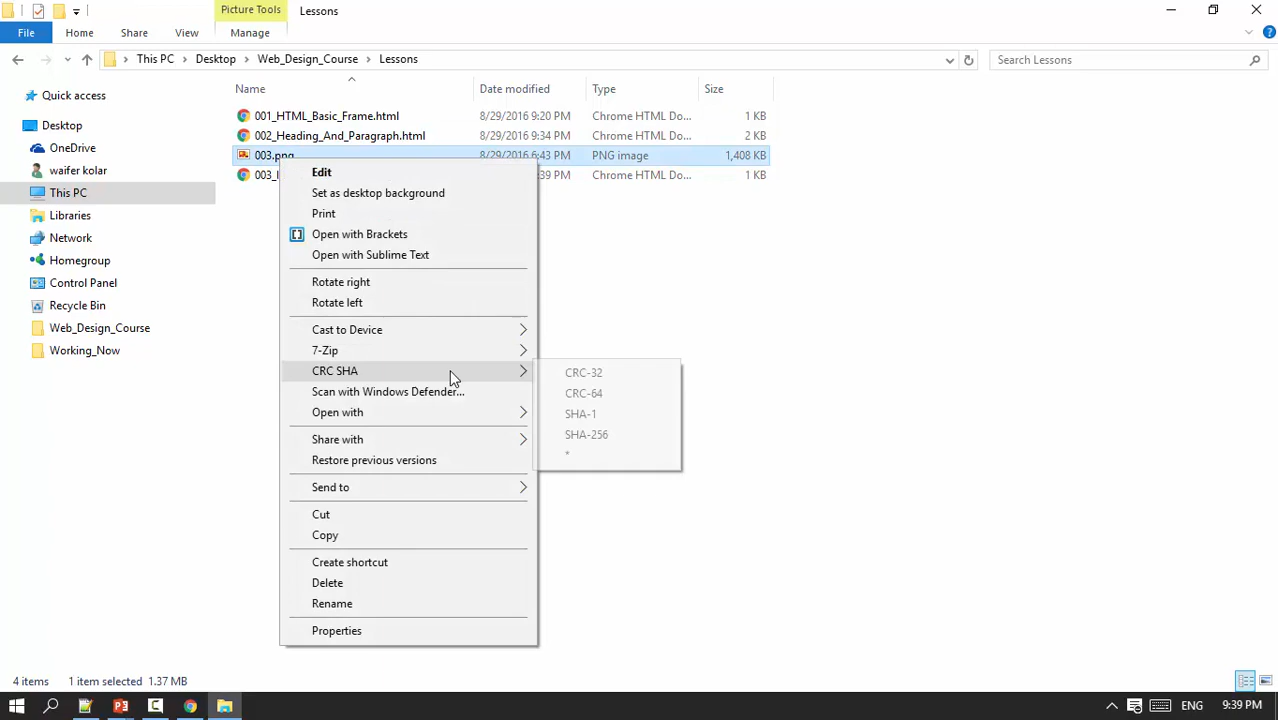 Picture Tools
Lessons
File
Home
Share
View
Manage
This PC
Desktop
Web_Design_Course
Lessons
Search Lessons
Name
Date modified
Type
Size
Quick access
Desktop
OneDrive
waifer kolar
This PC
Libraries
Network
Homegroup
Control Panel
Recycle Bin
Web_Design_Course
Working_Now
001_HTML_Basic_Frame.html 8/29/2016 9:20 PM Chrome HTML Do... 1 KB
002_Heading_And_Paragraph.html 8/29/2016 9:34 PM Chrome HTML Do... 2 KB
003.png 8/29/2016 6:43 PM PNG image 1,408 KB
:39 PM Chrome HTML Do... 1 KB
Edit
Set as desktop background
Print
Open with Brackets
Open with Sublime Text
Rotate right
Rotate left
Cast to Device
7-Zip
CRC SHA
Scan with Windows Defender...
Open with
Share with
Restore previous versions
Send to
Cut
Copy
Create shortcut
Delete
Rename
Properties
CRC-32
CRC-64
SHA-1
SHA-256
*
4 items 1 item selected 1.37 MB
ENG
9:39 PM